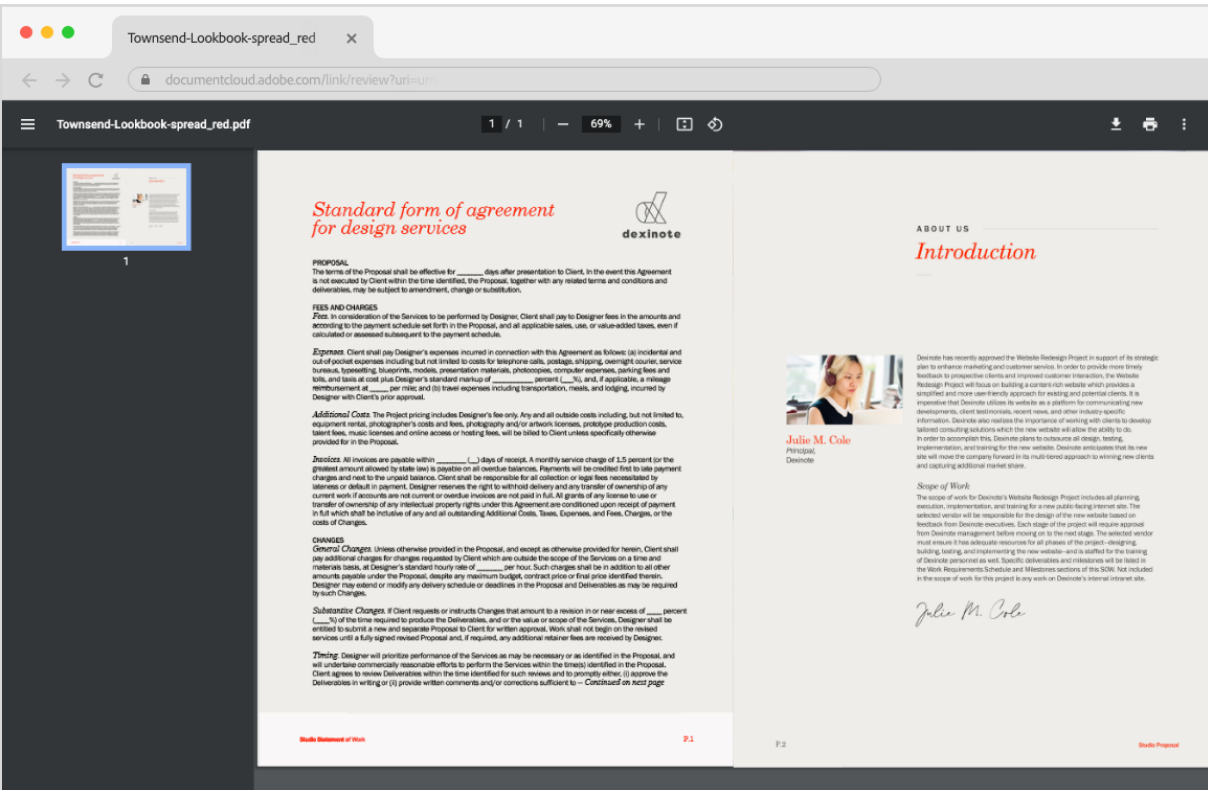 Townsend-Lookbook-spread_red
documentcloud.adobe.com/link/review?uri=urn
Townsend-Lookbook-spread_red.pdf
1 / 1
69%
1
Standard form of agreement
for design services
dexinote
PROPOSAL
The terms of the Proposal shall be effective for ______ days after presentation to Client. In the event this Agreement
is not executed by Client within the time identified, the Proposal, together with any related terms and conditions and
deliverables, may be subject to amendment, change or substitution.
FEES AND CHARGES
Fees. In consideration of the Services to be performed by Designer, Client shall pay to Designer fees in the amounts and
according to the payment schedule set forth in the Proposal, and all applicable sales, use, or value-added taxes, even if
calculated or assessed subsequent to the payment schedule.
Expenses. Client shall pay Designer's expenses incurred in connection with this Agreement as follows: (a) incidental and
out-of-pocket expenses including but not limited to costs for telephone calls, postage, shipping, overnight courier, service
bureaus, typesetting, blueprints, models, presentation materials, photocopies, computer expenses, parking fees and
tolls, and taxis at cost plus Designer's standard markup of __________ percent (___%), and, if applicable, a mileage
reimbursement at _____ per mile; and (b) travel expenses including transportation, meals, and lodging, incurred by
Designer with Client's prior approval.
Additional Costs. The Project pricing includes Designer's fee only. Any and all outside costs including, but not limited to,
equipment rental, photographer's costs and fees, photography and/or artwork licenses, prototype production costs,
talent fees, music licenses and online access or hosting fees, will be billed to Client unless specifically otherwise
provided for in the Proposal.
Invoices. All invoices are payable within ________ (__) days of receipt. A monthly service charge of 1.5 percent (or the
greatest amount allowed by state law) is payable on all overdue balances. Payments will be credited first to late payment
charges and next to the unpaid balance. Client shall be responsible for all collection or legal fees necessitated by
lateness or default in payment. Designer reserves the right to withhold delivery and any transfer of ownership of any
current work if accounts are not current or overdue invoices are not paid in full. All grants of any license to use or
transfer of ownership of any intellectual property rights under this Agreement are conditioned upon receipt of payment
in full which shall be inclusive of any and all outstanding Additional Costs, Taxes, Expenses, and Fees, Charges, or the
costs of Changes.
CHANGES
General Changes. Unless otherwise provided in the Proposal, and except as otherwise provided for herein, Client shall
pay additional charges for changes requested by Client which are outside the scope of the Services on a time and
materials basis, at Designer's standard hourly rate of _______ per hour. Such charges shall be in addition to all other
amounts payable under the Proposal, despite any maximum budget, contract price or final price identified therein.
Designer may extend or modify any delivery schedule or deadlines in the Proposal and Deliverables as may be required
by such Changes.
Substantive Changes. If Client requests or instructs Changes that amount to a revision in or near excess of ____ percent
(____%) of the time required to produce the Deliverables, and or the value or scope of the Services, Designer shall be
entitled to submit a new and separate Proposal to Client for written approval. Work shall not begin on the revised
services until a fully signed revised Proposal and, if required, any additional retainer fees are received by Designer.
Timing. Designer will prioritize performance of the Services as may be necessary or as identified in the Proposal, and
will undertake commercially reasonable efforts to perform the Services within the time(s) identified in the Proposal.
Client agrees to review Deliverables within the time identified for such reviews and to promptly either, (i) approve the
Deliverables in writing or (ii) provide written comments and/or corrections sufficient to — Continued on next page
Studio Statement of Work
P.1
ABOUT US
Introduction
Dexinote has recently approved the Website Redesign Project in support of its strategic
plan to enhance marketing and customer service. In order to provide more timely
feedback to prospective clients and improved customer interaction, the Website
Redesign Project will focus on building a content-rich website which provides a
simplified and more user-friendly approach for existing and potential clients. It is
imperative that Dexinote utilizes its website as a platform for communicating new
developments, client testimonials, recent news, and other industry-specific
information. Dexinote also realizes the importance of working with clients to develop
tailored consulting solutions which the new website will allow the ability to do.
In order to accomplish this, Dexinote plans to outsource all design, testing,
implementation, and training for the new website. Dexinote anticipates that its new
site will move the company forward in its multi-tiered approach to winning new clients
and capturing additional market share.
Julie M. Cole
Principal,
Dexinote
Scope of Work
The scope of work for Dexinote's Website Redesign Project includes all planning,
execution, implementation, and training for a new public-facing internet site. The
selected vendor will be responsible for the design of the new website based on
feedback from Dexinote executives. Each stage of the project will require approval
from Dexinote management before moving on to the next stage. The selected vendor
must ensure it has adequate resources for all phases of the project—designing,
building, testing, and implementing the new website—and is staffed for the training
of Dexinote personnel as well. Specific deliverables and milestones will be listed in
the Work Requirements Schedule and Milestones sections of this SOW. Not included
in the scope of work for this project is any work on Dexinote's internal intranet site.
Julie M. Cole
P.2
Studio Proposal